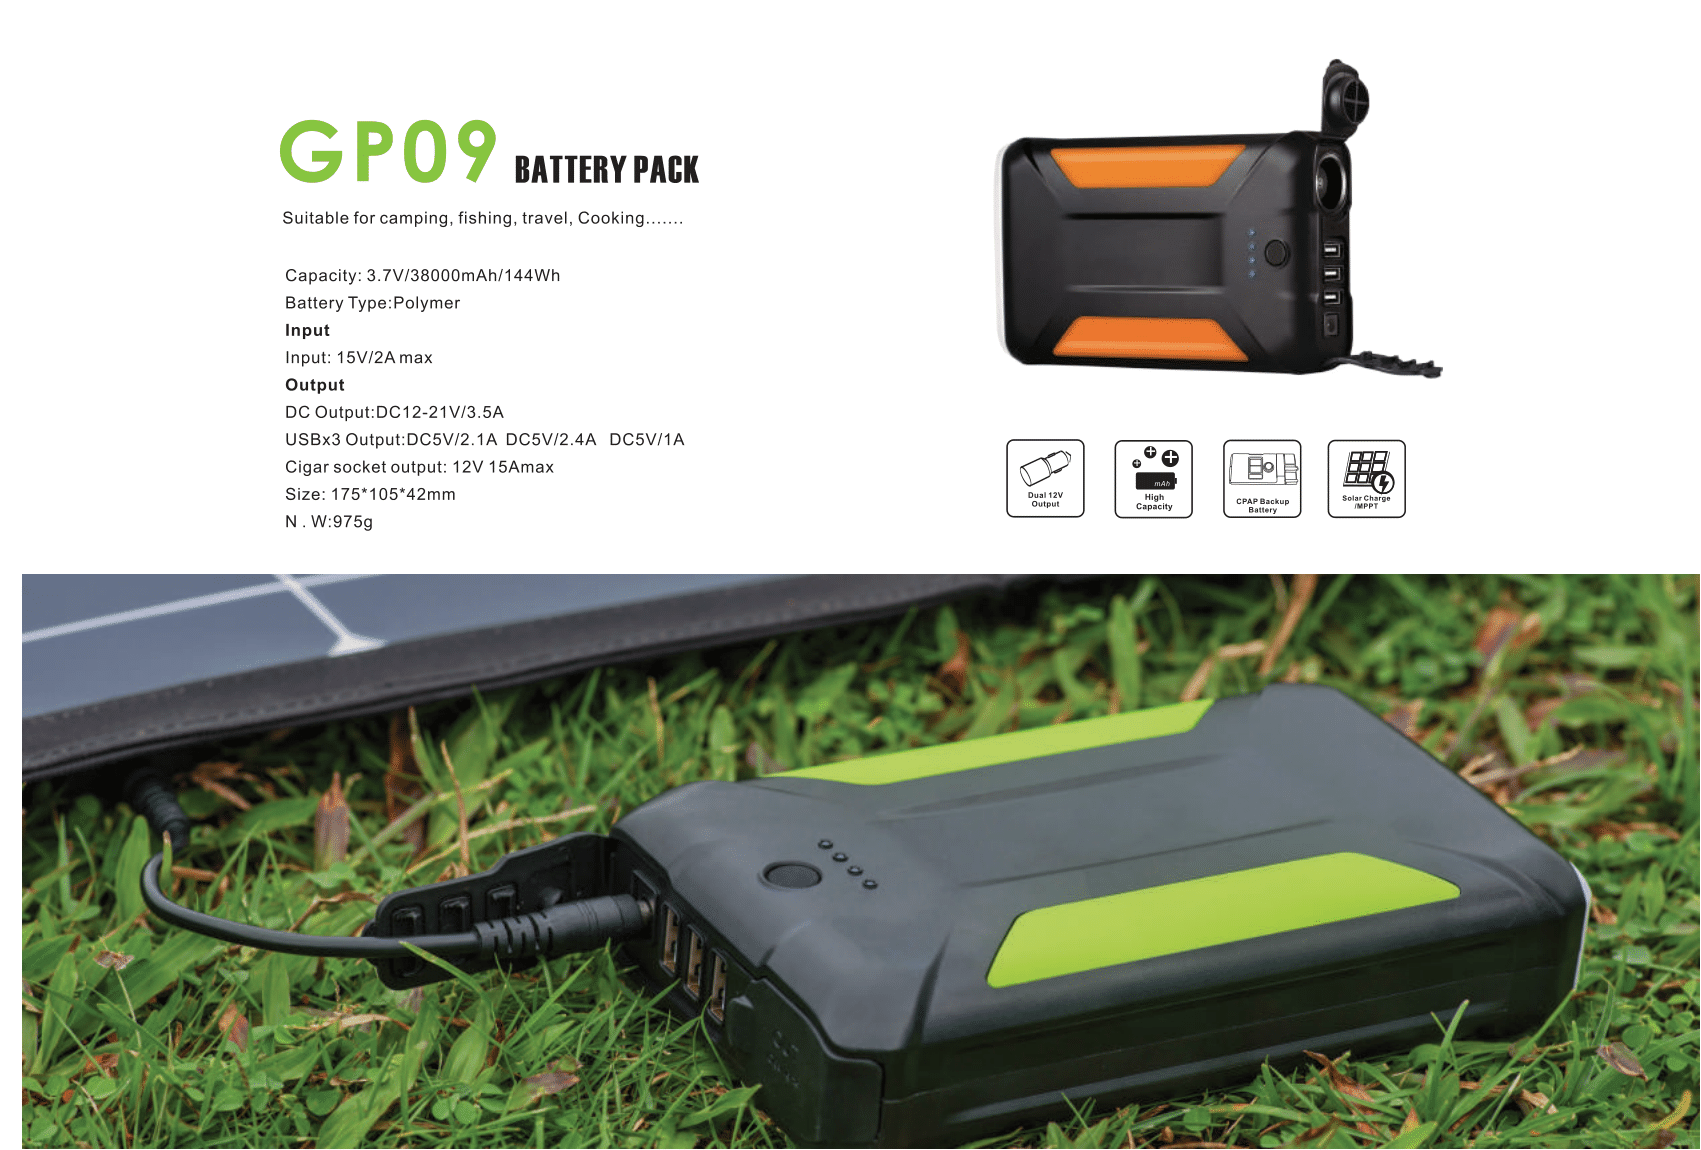 GP09 BATTERY PACK
Suitable for camping, fishing, travel, Cooking.......
Capacity: 3.7V/38000mAh/144Wh
Battery Type:Polymer
Input
Input: 15V/2A max
Output
DC Output:DC12-21V/3.5A
USBx3 Output:DC5V/2.1A DC5V/2.4A DC5V/1A
Cigar socket output: 12V 15Amax
Size: 175*105*42mm
N . W:975g
Dual 12V
Output
mAh
High
Capacity
CPAP Backup
Battery
Solar Charge
/MPPT